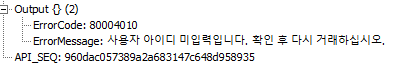 Output {} (2)
ErrorCode: 80004010
ErrorMessage: 사용자 아이디 미입력입니다. 확인 후 다시 거래하십시오.
API_SEQ: 960dac057389a2a683147c648d958935